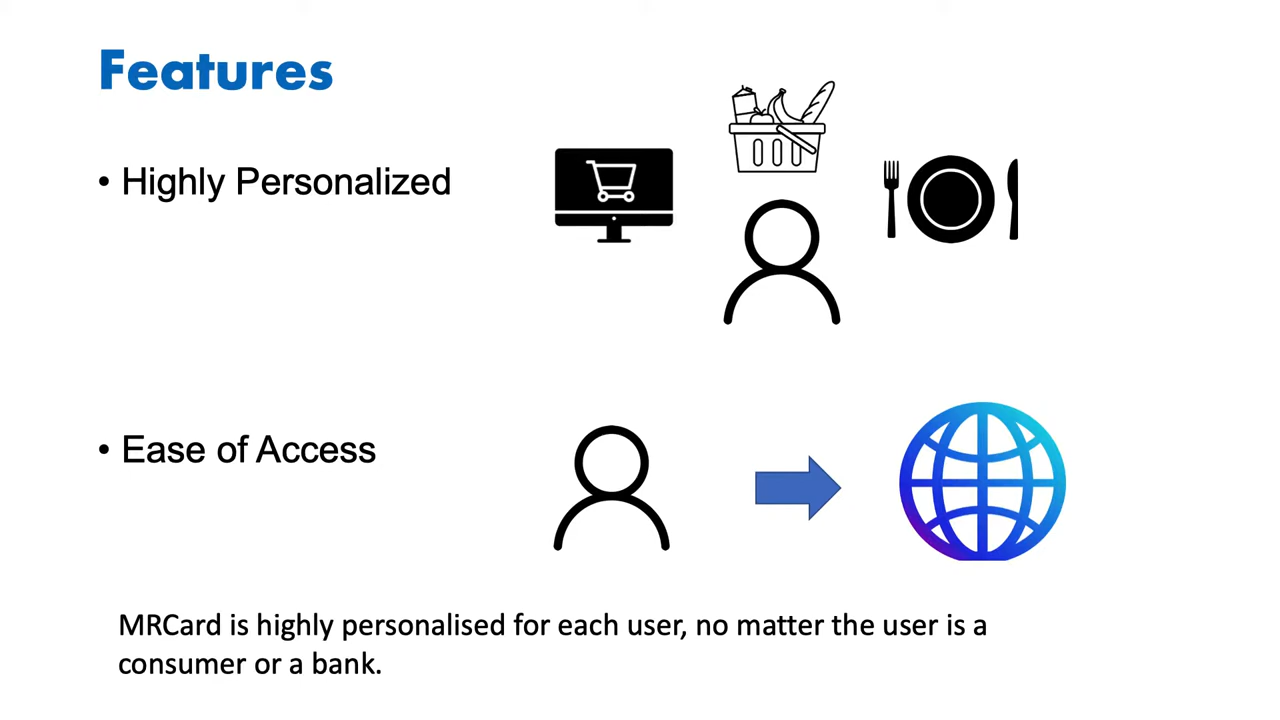 Features
• Highly Personalized
• Ease of Access
MRCard is highly personalised for each user, no matter the user is a
consumer or a bank.